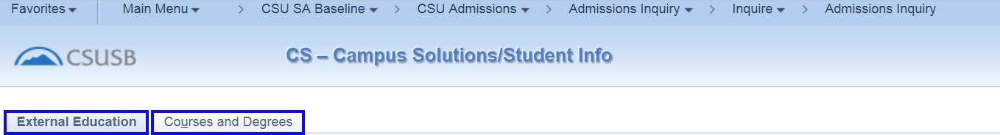 Favorites Main Menu > CSU SA Baseline > CSU Admissions > Admissions Inquiry > Inquire > Admissions Inquiry
CSUSB CS – Campus Solutions/Student Info
External Education Courses and Degrees